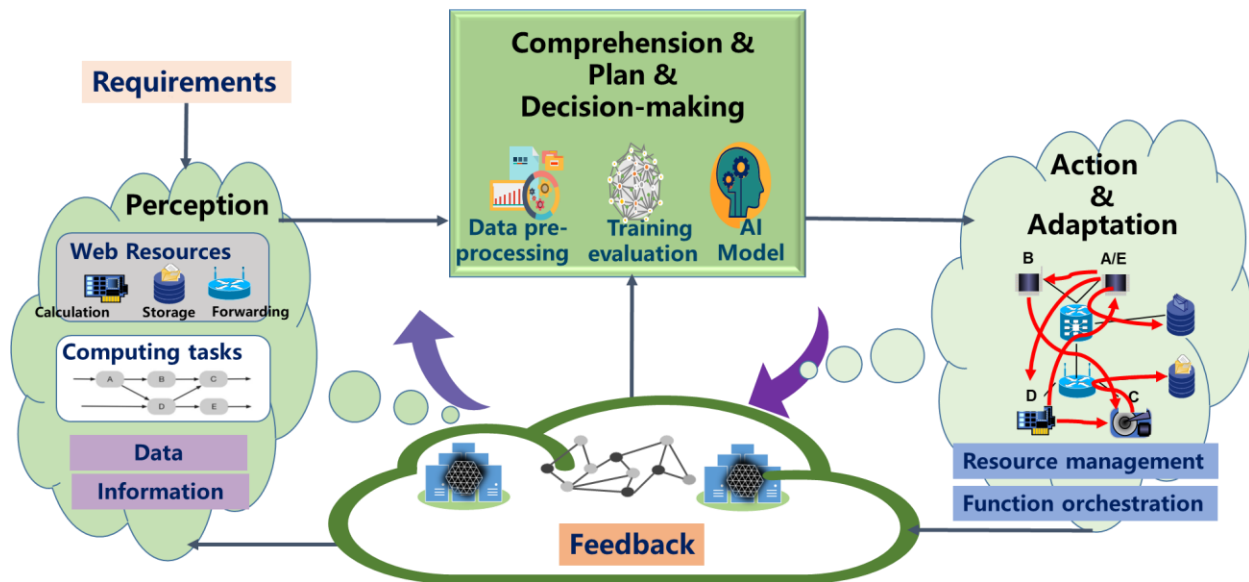 Requirements
Perception
Web Resources
Calculation
Storage
Forwarding
Computing tasks
A
B
C
D
E
Data
Information
Comprehension &
Plan &
Decision-making
Data pre-
processing
Training
evaluation
AI
Model
Action
&
Adaptation
B
A/E
D
C
Resource management
Function orchestration
Feedback